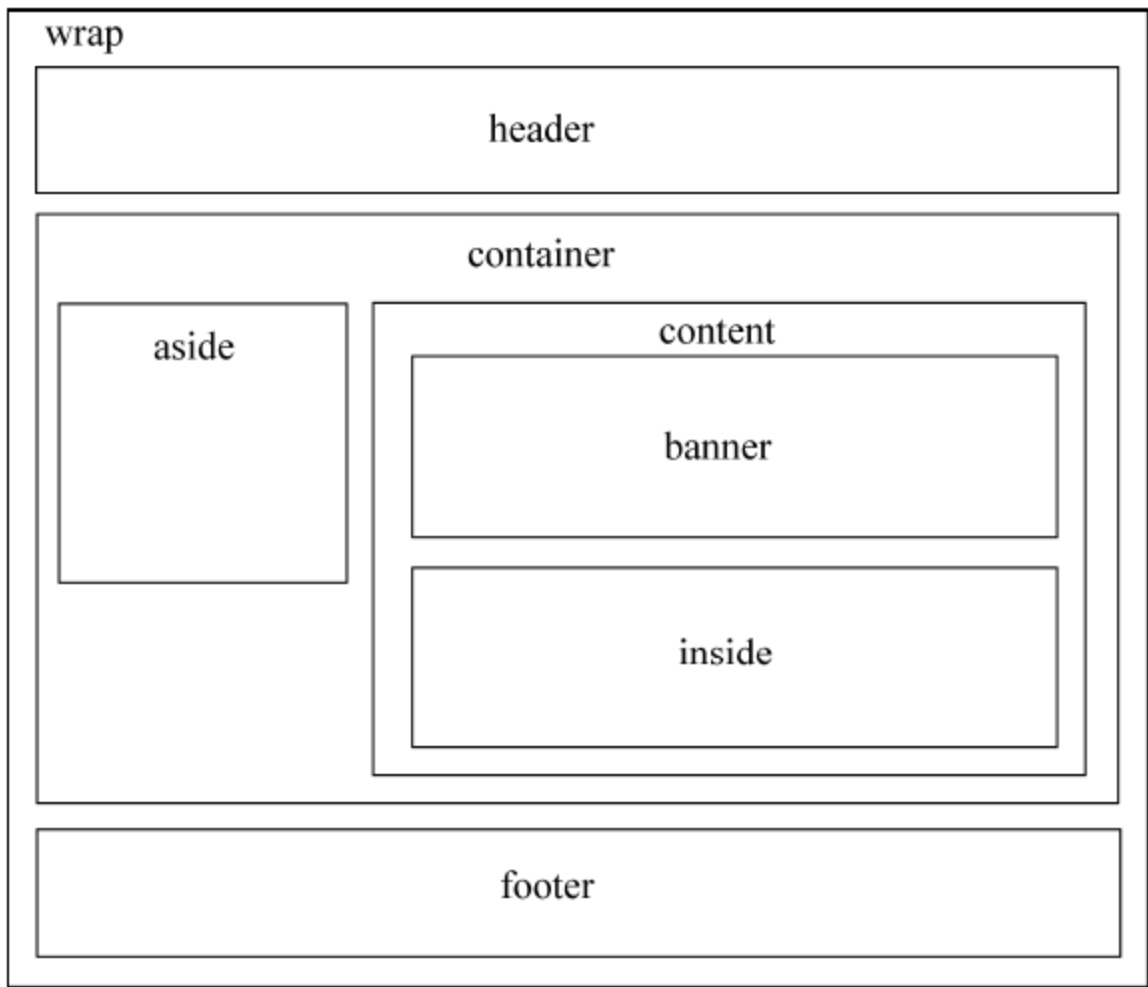 wrap
header
container
aside
content
banner
inside
footer